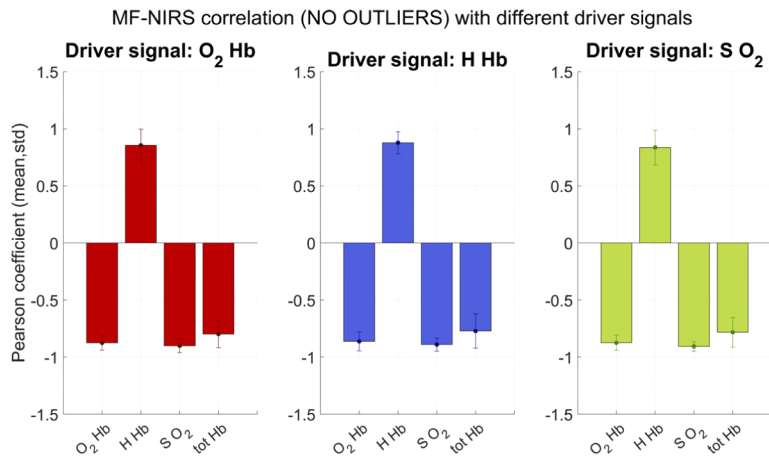 MF-NIRS correlation (NO OUTLIERS) with different driver signals
Driver signal: O₂ Hb
Driver signal: H Hb
Driver signal: S O₂
Pearson coefficient (mean,std)
1.5
1
0.5
0
-0.5
-1
-1.5
O₂ Hb
H Hb
S O₂
tot Hb
1.5
1
0.5
0
-0.5
-1
-1.5
O₂ Hb
H Hb
S O₂
tot Hb
1.5
1
0.5
0
-0.5
-1
-1.5
O₂ Hb
H Hb
S O₂
tot Hb